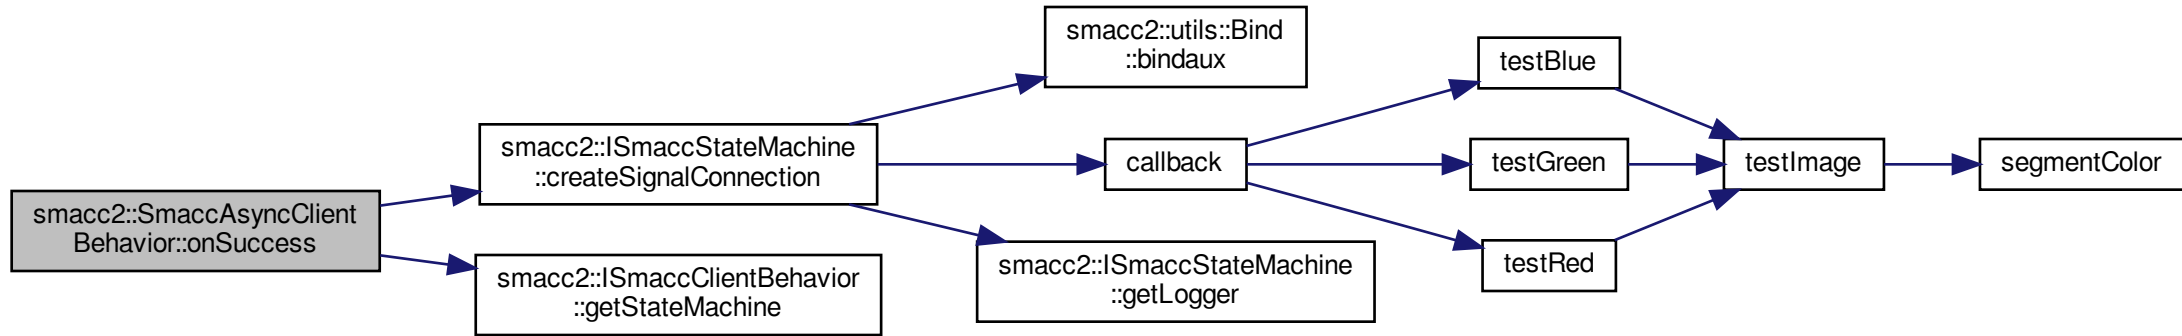 smacc2::SmaccAsyncClient
Behavior::onSuccess
smacc2::ISmaccStateMachine
::createSignalConnection
smacc2::ISmaccClientBehavior
::getStateMachine
smacc2::utils::Bind
::bindaux
callback
smacc2::ISmaccStateMachine
::getLogger
testBlue
testGreen
testRed
testImage
segmentColor